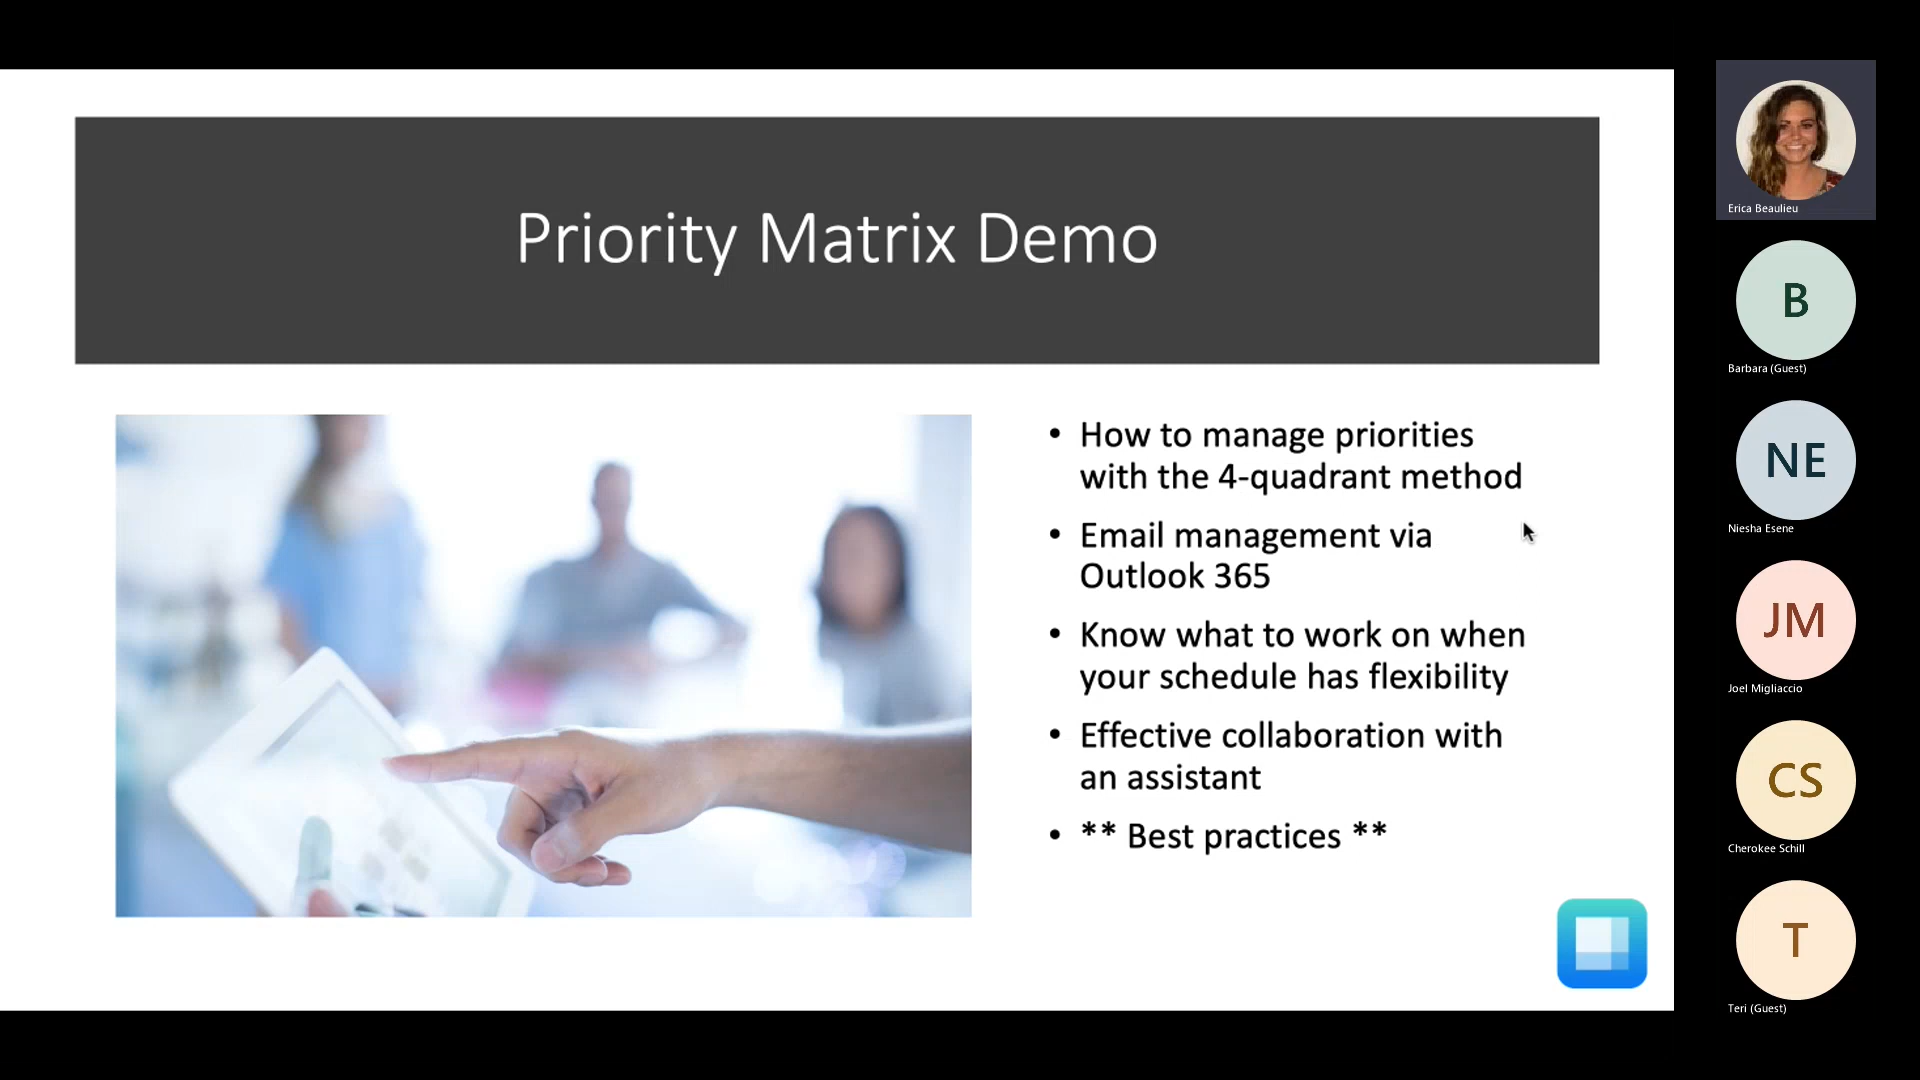 Priority Matrix Demo
• How to manage priorities
with the 4-quadrant method
• Email management via
Outlook 365
• Know what to work on when
your schedule has flexibility
• Effective collaboration with
an assistant
• ** Best practices **
Erica Beaulieu
B
Barbara (Guest)
NE
Niesha Esene
JM
Joel Migliaccio
CS
Cherokee Schill
T
Teri (Guest)